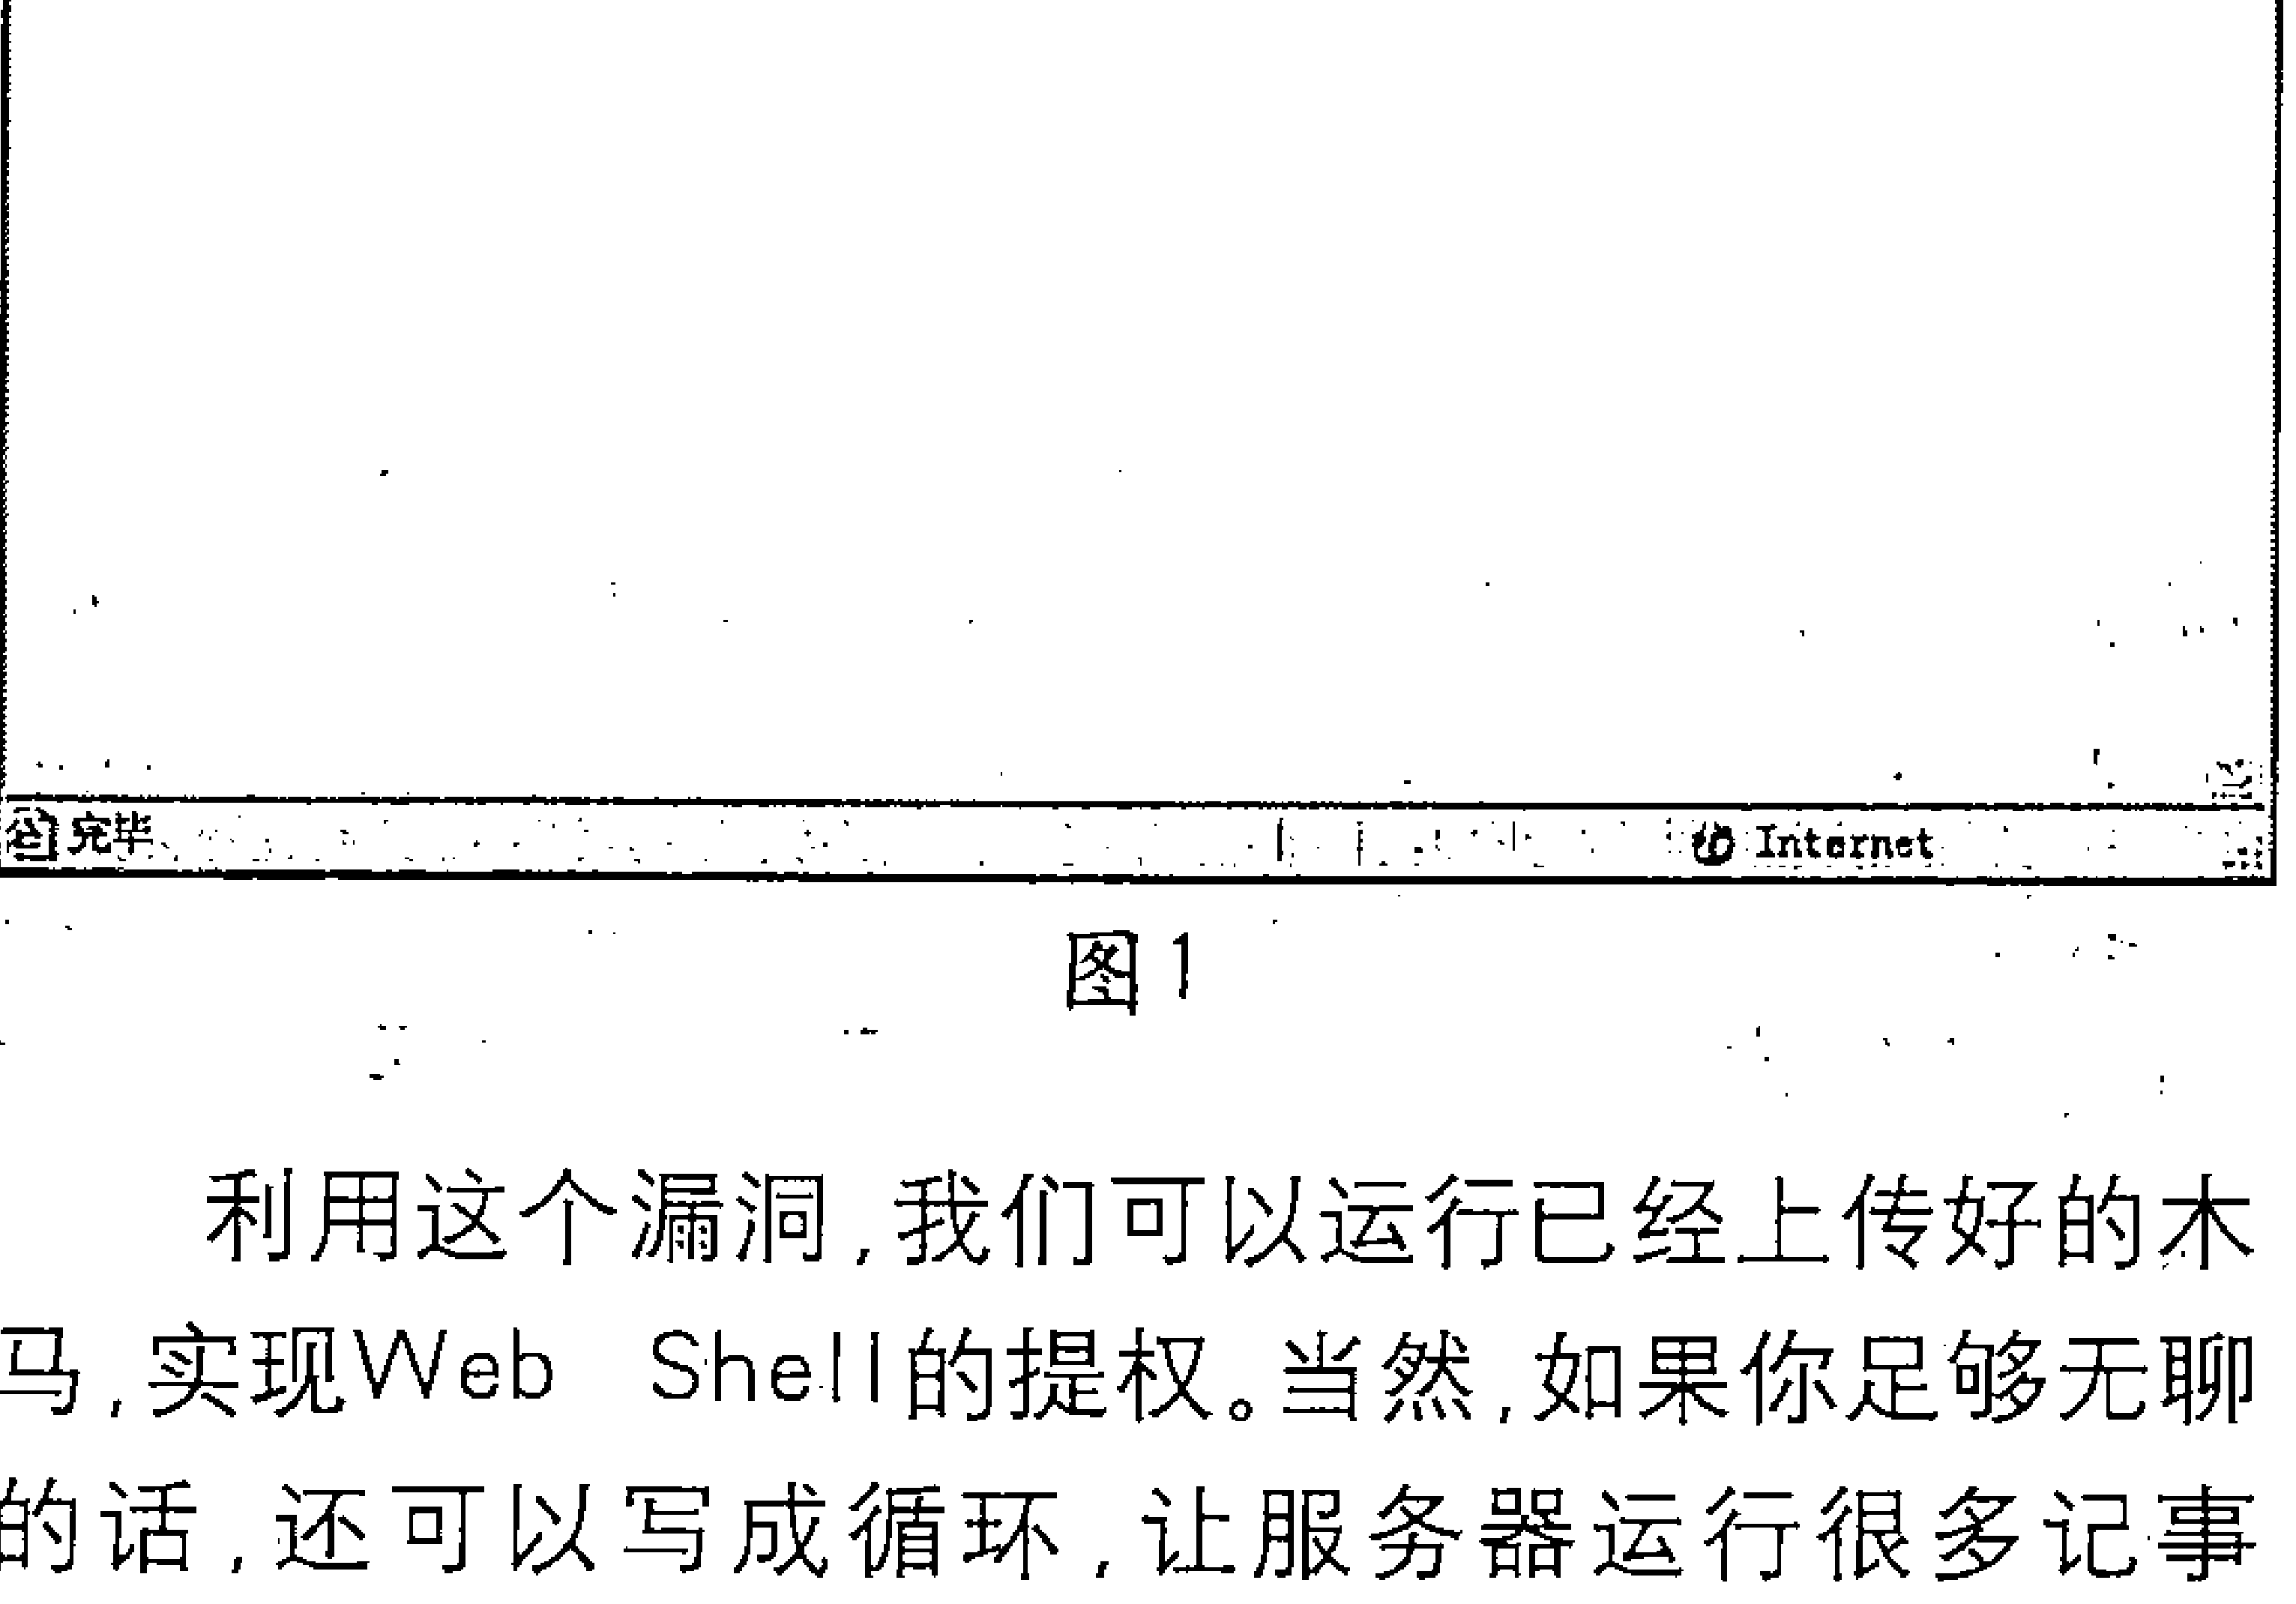 完毕 Internet
图1
利用这个漏洞,我们可以运行已经上传好的木
马,实现Web Shell的提权。当然,如果你足够无聊
的话,还可以写成循环,让服务器运行很多记事